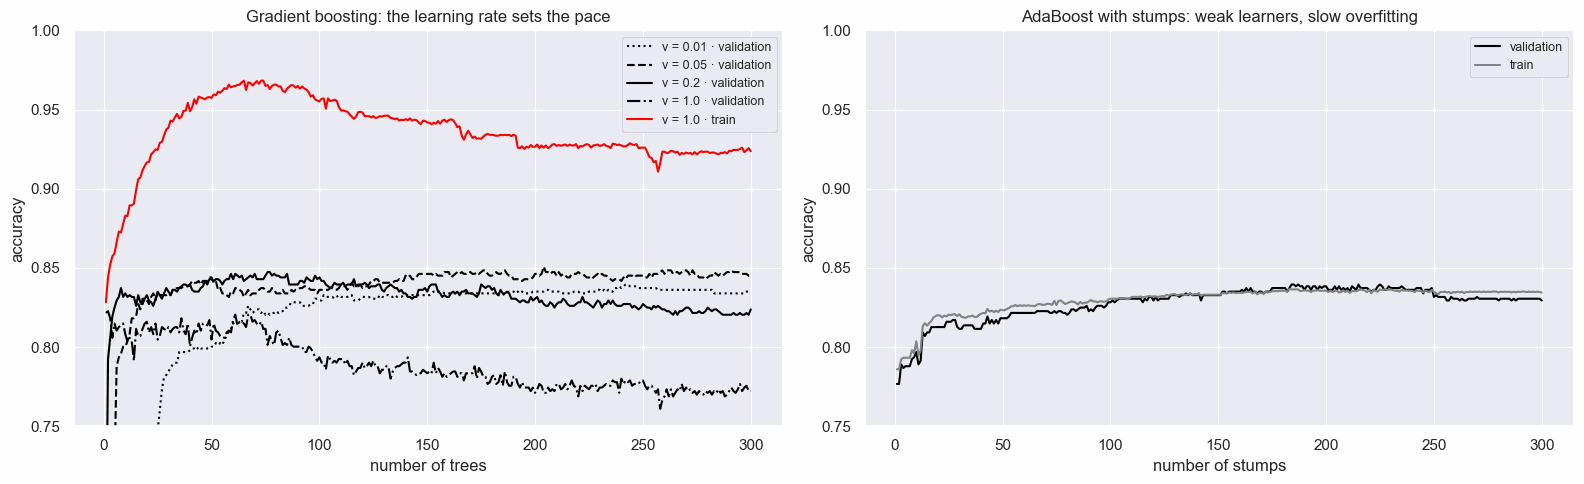 Gradient boosting: the learning rate sets the pace
accuracy
1.00
0.95
0.90
0.85
0.80
0.75
v = 0.01 · validation
v = 0.05 · validation
v = 0.2 · validation
v = 1.0 · validation
v = 1.0 · train
0 50 100 150 200 250 300
number of trees
AdaBoost with stumps: weak learners, slow overfitting
accuracy
1.00
0.95
0.90
0.85
0.80
0.75
validation
train
0 50 100 150 200 250 300
number of stumps